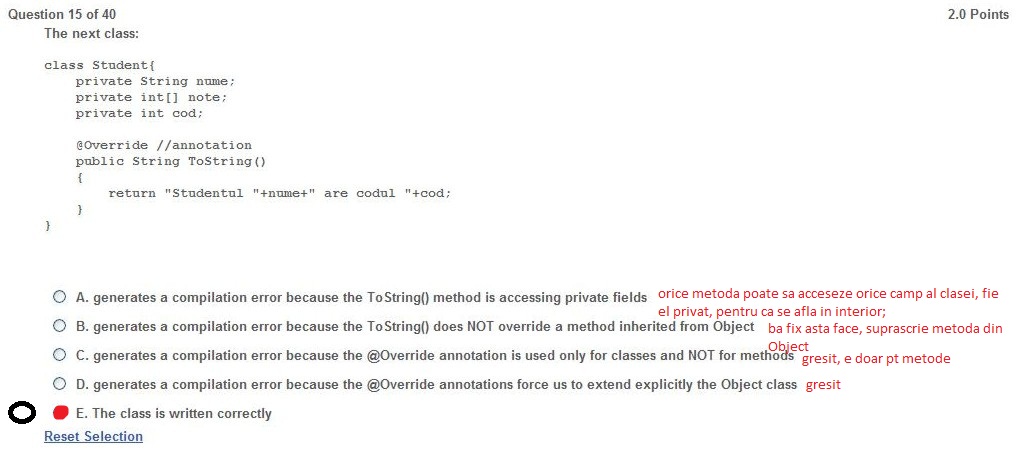 Question 15 of 40 2.0 Points
The next class:
class Student{
private String nume;
private int[] note;
private int cod;
@Override //annotation
public String ToString()
{
return "Studentul "+nume+" are codul "+cod;
}
}
A. generates a compilation error because the ToString() method is accessing private fields orice metoda poate sa acceseze orice camp al clasei, fie
el privat, pentru ca se afla in interior;
B. generates a compilation error because the ToString() does NOT override a method inherited from Object ba fix asta face, suprascrie metoda din
Object
C. generates a compilation error because the @Override annotation is used only for classes and NOT for methods gresit, e doar pt metode
D. generates a compilation error because the @Override annotations force us to extend explicitly the Object class gresit
E. The class is written correctly
Reset Selection